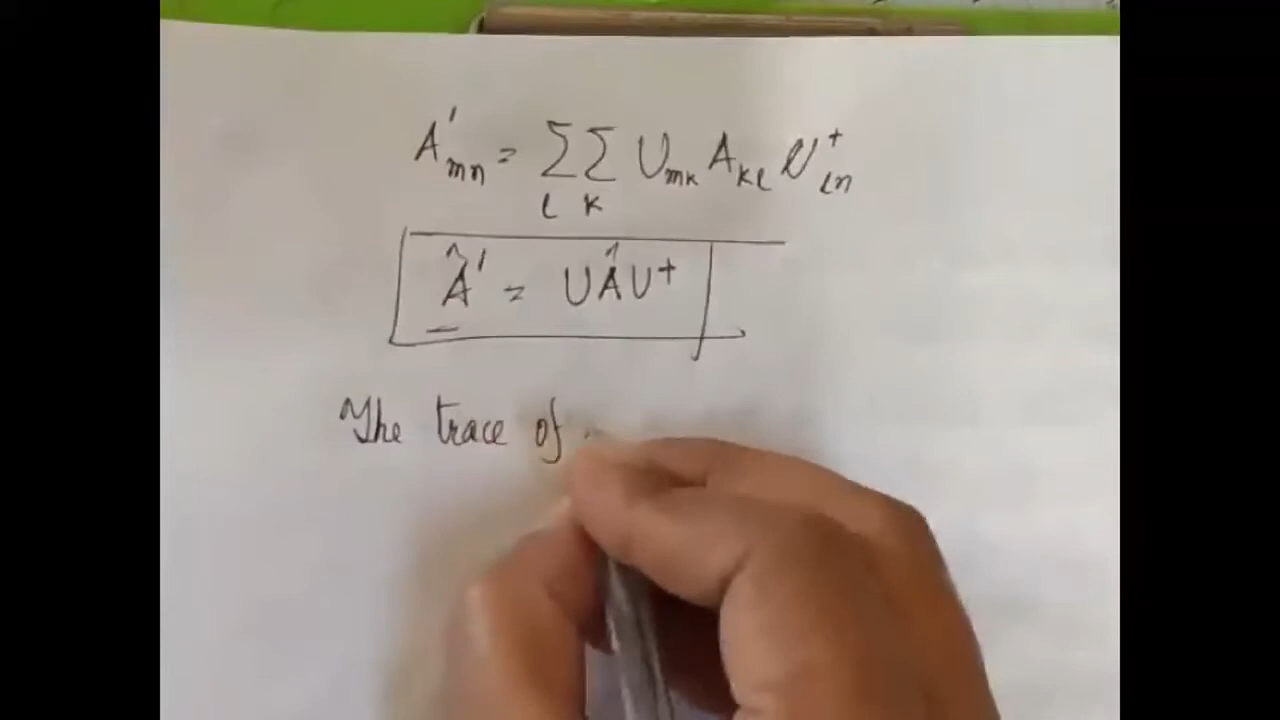 A'ₘₙ = Σ Σ Uₘₖ Aₖₗ U⁺ₗₙ
l k
Â' = UÂU⁺
The trace of